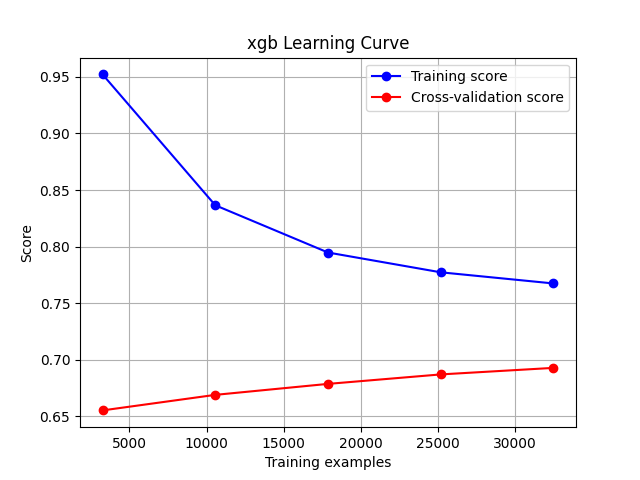 xgb Learning Curve
Training score
Cross-validation score
0.95
0.90
0.85
0.80
0.75
0.70
0.65
Score
5000 10000 15000 20000 25000 30000
Training examples